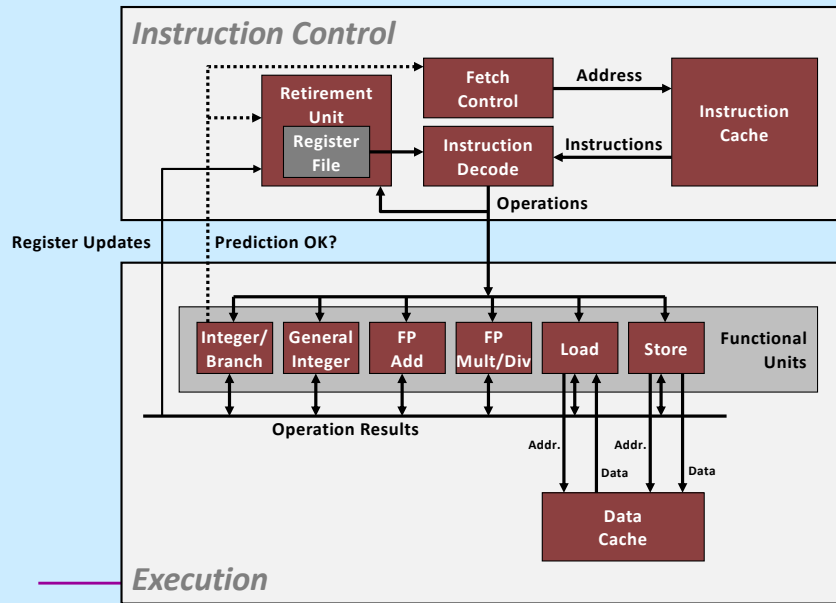 Instruction Control
Fetch
Control
Address
Instruction
Cache
Retirement
Unit
Register
File
Instruction
Decode
Instructions
Operations
Register Updates
Prediction OK?
Integer/
Branch
General
Integer
FP
Add
FP
Mult/Div
Load
Store
Functional
Units
Operation Results
Addr.
Addr.
Data
Data
Data
Cache
Execution